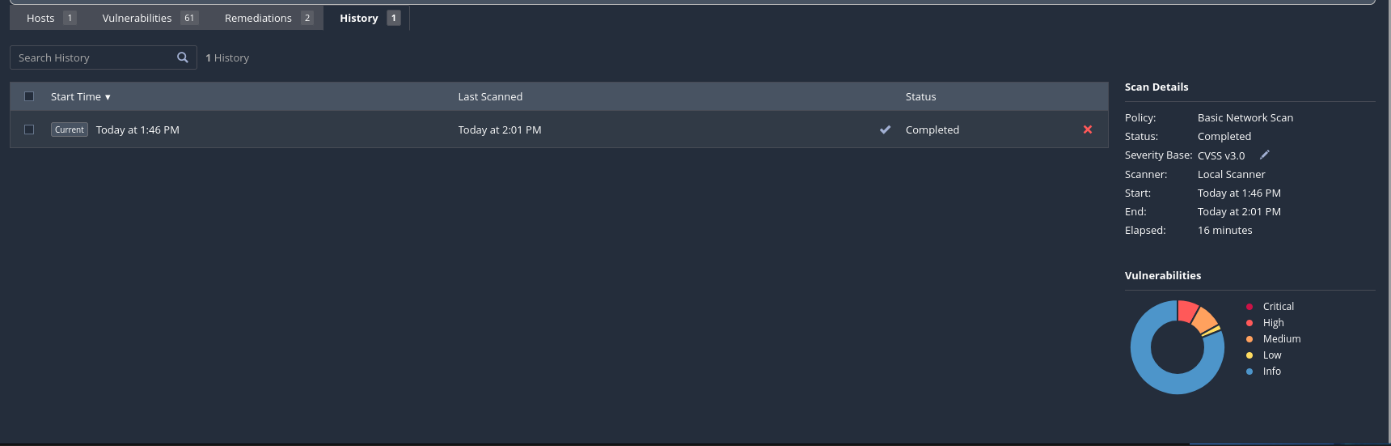 Hosts 1 Vulnerabilities 61 Remediations 2 History 1
Search History 1 History
Start Time ▼ Last Scanned Status
Current Today at 1:46 PM Today at 2:01 PM Completed
Scan Details
Policy: Basic Network Scan
Status: Completed
Severity Base: CVSS v3.0
Scanner: Local Scanner
Start: Today at 1:46 PM
End: Today at 2:01 PM
Elapsed: 16 minutes
Vulnerabilities
Critical
High
Medium
Low
Info